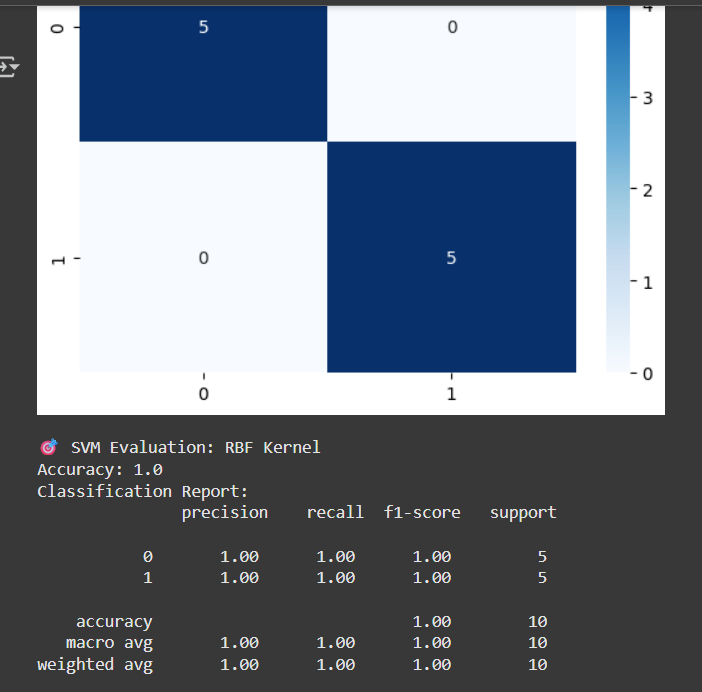 4
0 5 0
3
2
1 0 5
1
0
0 1
🎯 SVM Evaluation: RBF Kernel
Accuracy: 1.0
Classification Report:
precision recall f1-score support
0 1.00 1.00 1.00 5
1 1.00 1.00 1.00 5
accuracy 1.00 10
macro avg 1.00 1.00 1.00 10
weighted avg 1.00 1.00 1.00 10